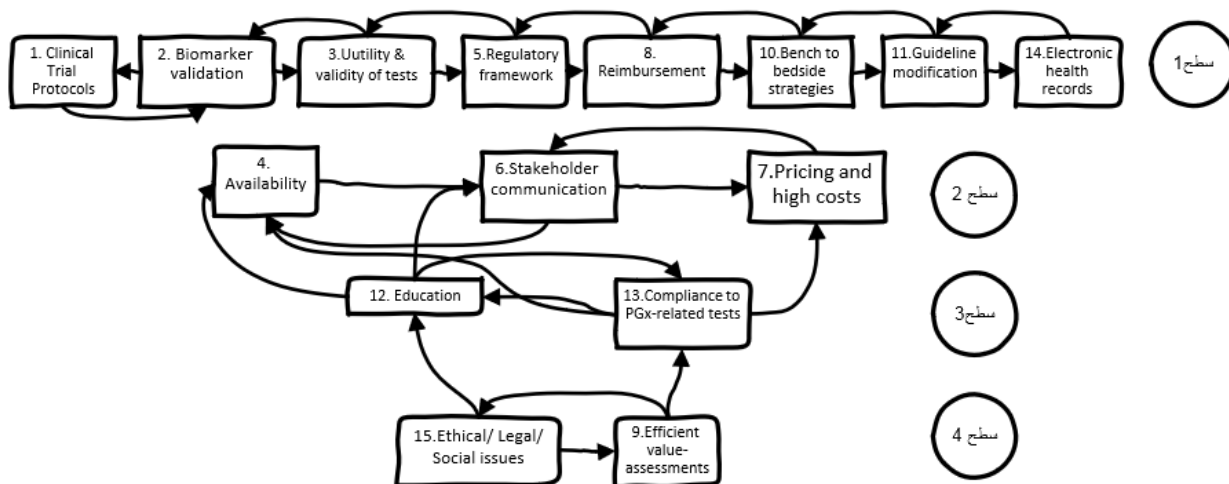 1. Clinical
Trial
Protocols
2. Biomarker
validation
3.Uutility &
validity of tests
5.Regulatory
framework
8.
Reimbursement
10.Bench to
bedside
strategies
11.Guideline
modification
14.Electronic
health
records
سطح1
4.
Availability
6.Stakeholder
communication
7.Pricing and
high costs
سطح 2
12. Education
13.Compliance to
PGx-related tests
سطح3
15.Ethical/ Legal/
Social issues
9.Efficient
value-
assessments
سطح 4